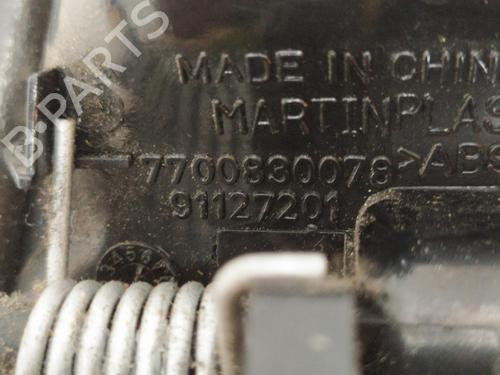 B-PARTS
MADE IN CHIN
MARTINPLAS
7700830078 >ABS
91127201